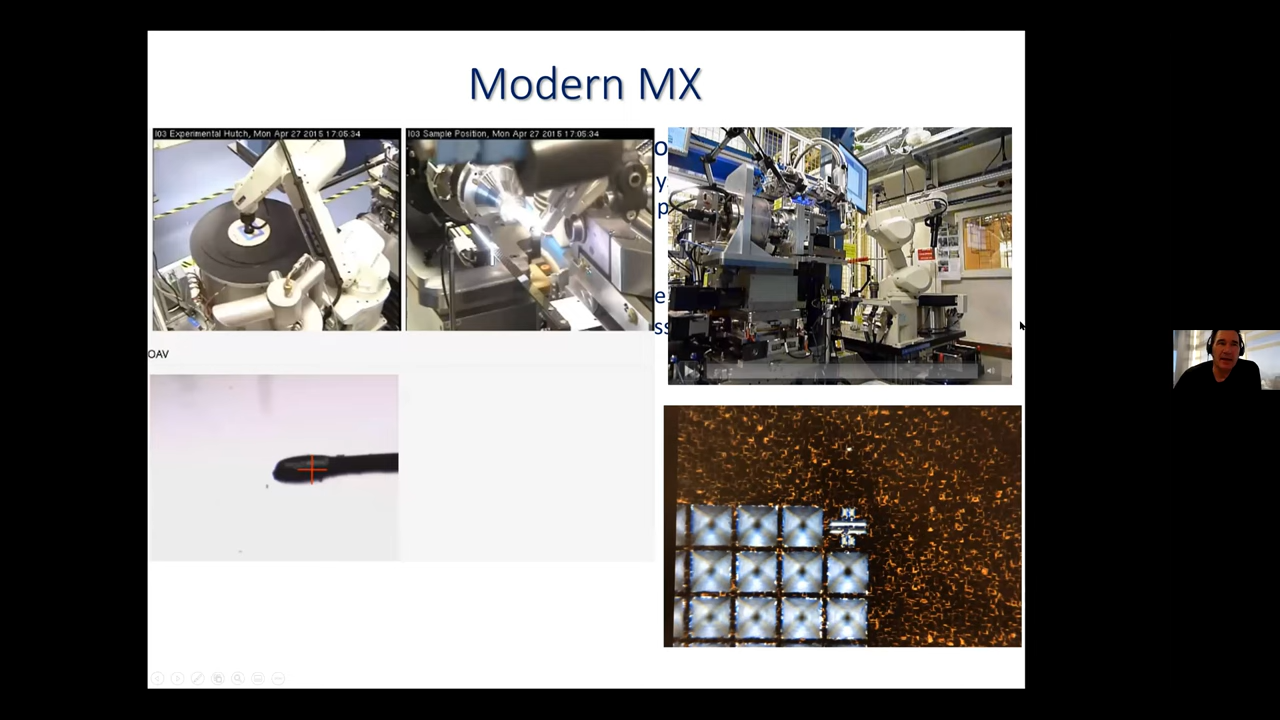 Modern MX
I03 Experimental Hutch, Mon Apr 27 2015 17:05:34
I03 Sample Position, Mon Apr 27 2015 17:05:34
OAV